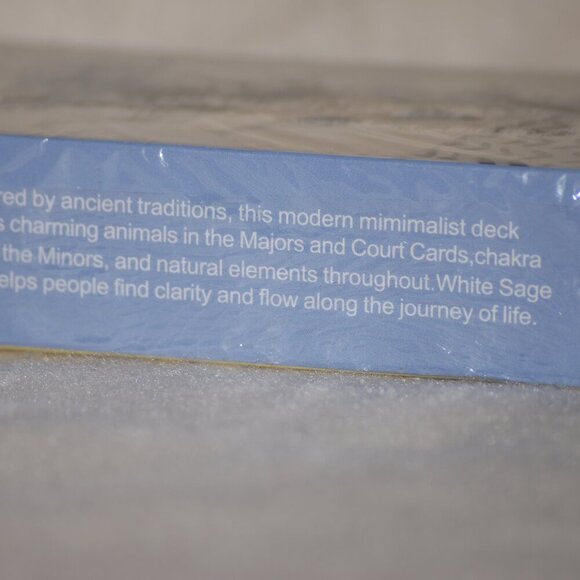 red by ancient traditions, this modern mimimalist deck
s charming animals in the Majors and Court Cards,chakra
the Minors, and natural elements throughout.White Sage
elps people find clarity and flow along the journey of life.